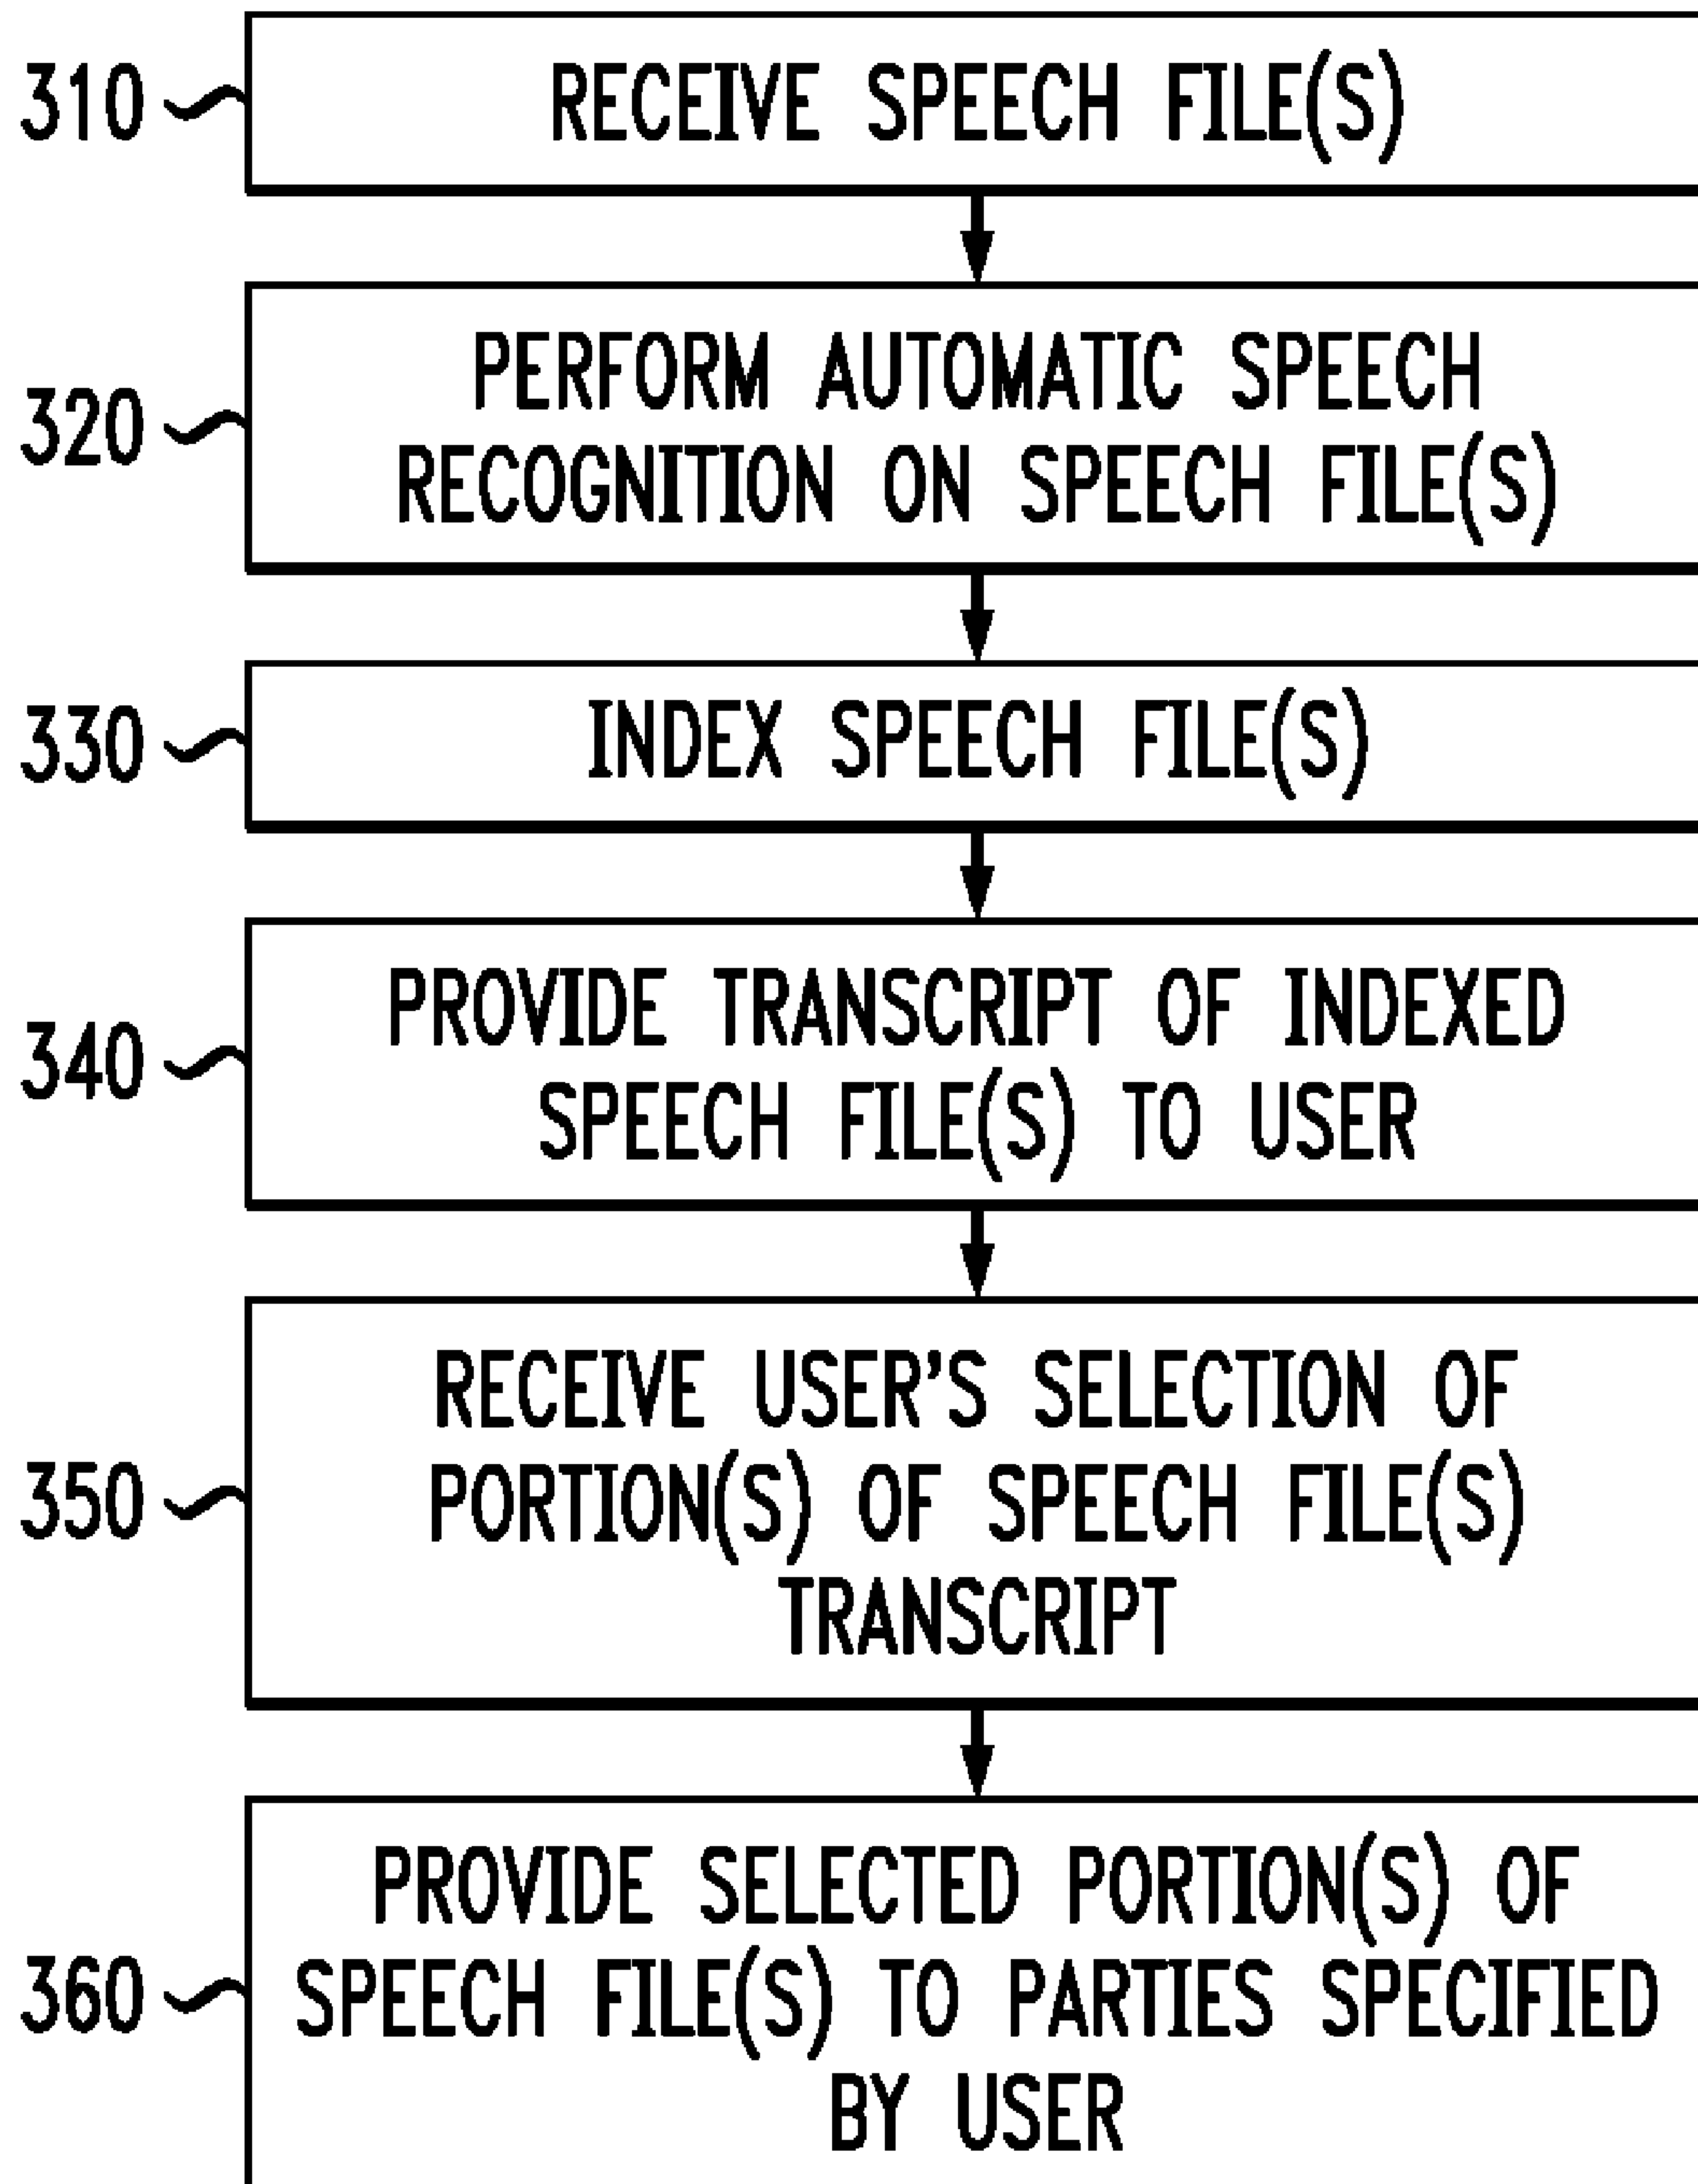 310
RECEIVE SPEECH FILE(S)
320
PERFORM AUTOMATIC SPEECH
RECOGNITION ON SPEECH FILE(S)
330
INDEX SPEECH FILE(S)
340
PROVIDE TRANSCRIPT OF INDEXED
SPEECH FILE(S) TO USER
350
RECEIVE USER'S SELECTION OF
PORTION(S) OF SPEECH FILE(S)
TRANSCRIPT
360
PROVIDE SELECTED PORTION(S) OF
SPEECH FILE(S) TO PARTIES SPECIFIED
BY USER